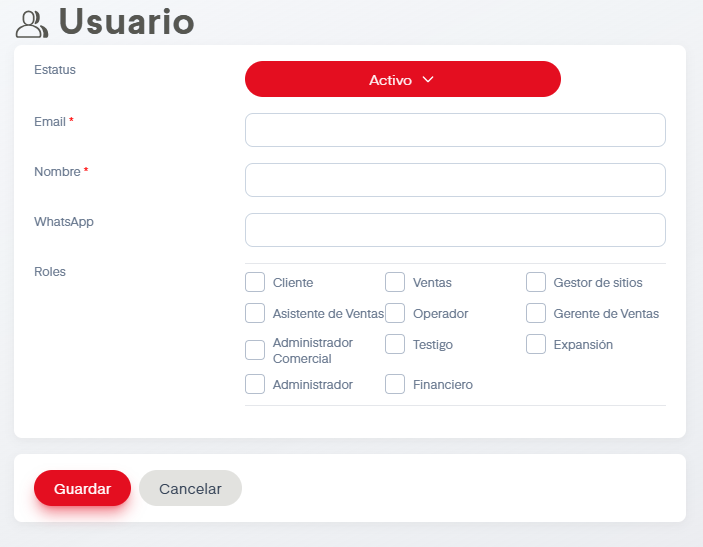 Usuario
Estatus
Activo
Email *
Nombre *
WhatsApp
Roles
Cliente
Ventas
Gestor de sitios
Asistente de Ventas
Operador
Gerente de Ventas
Administrador
Comercial
Testigo
Expansión
Administrador
Financiero
Guardar
Cancelar